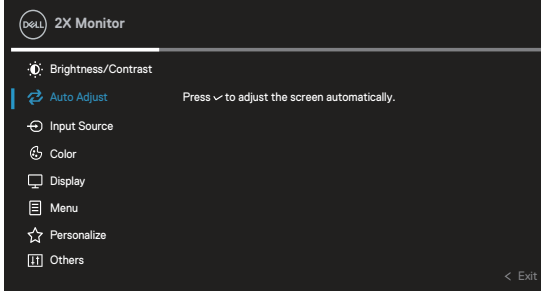 DELL 2X Monitor
Brightness/Contrast
Auto Adjust Press ✓ to adjust the screen automatically.
Input Source
Color
Display
Menu
Personalize
Others
< Exit